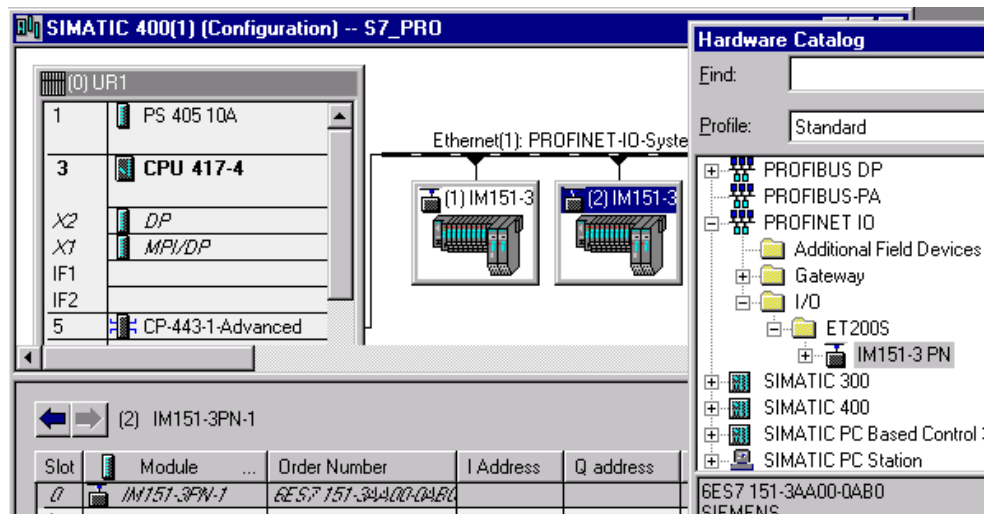 SIMATIC 400(1) (Configuration) -- S7_PRO
(0) UR1
1 PS 405 10A
3 CPU 417-4
X2 DP
X1 MPI/DP
IF1
IF2
5 CP-443-1-Advanced
Ethernet(1): PROFINET-IO-Syste
(1) IM151-3
(2) IM151-3
(2) IM151-3PN-1
Slot Module ... Order Number I Address Q address
0 IM151-3PN-1 6ES7 151-3AA00-0AB0
Hardware Catalog
Find:
Profile: Standard
PROFIBUS DP
PROFIBUS-PA
PROFINET IO
Additional Field Devices
Gateway
I/O
ET200S
IM151-3 PN
SIMATIC 300
SIMATIC 400
SIMATIC PC Based Control
SIMATIC PC Station
6ES7 151-3AA00-0AB0
SIEMENS